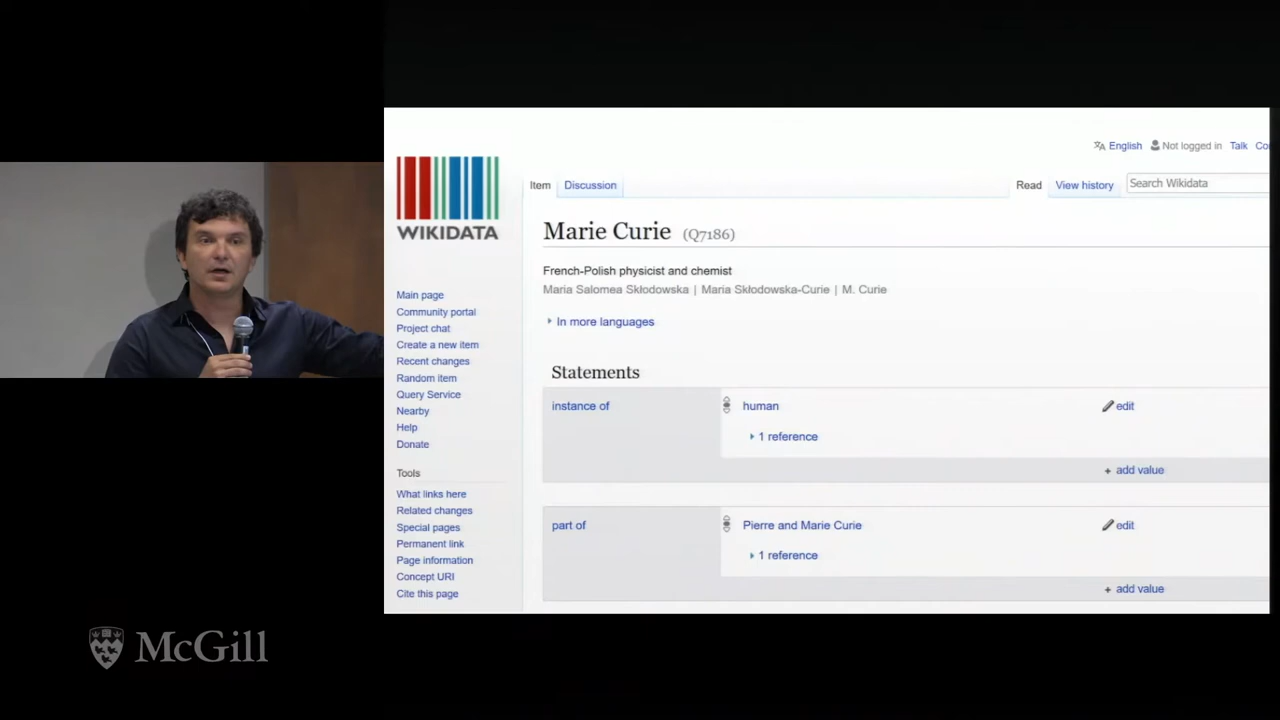 English Not logged in Talk
Item Discussion Read View history Search Wikidata
WIKIDATA
Marie Curie (Q7186)
French-Polish physicist and chemist
Maria Salomea Skłodowska | Maria Skłodowska-Curie | M. Curie
In more languages
Main page
Community portal
Project chat
Create a new item
Recent changes
Random item
Query Service
Nearby
Help
Donate
Tools
What links here
Related changes
Special pages
Permanent link
Page information
Concept URI
Cite this page
Statements
instance of human edit
1 reference
+ add value
part of Pierre and Marie Curie edit
1 reference
+ add value
McGill